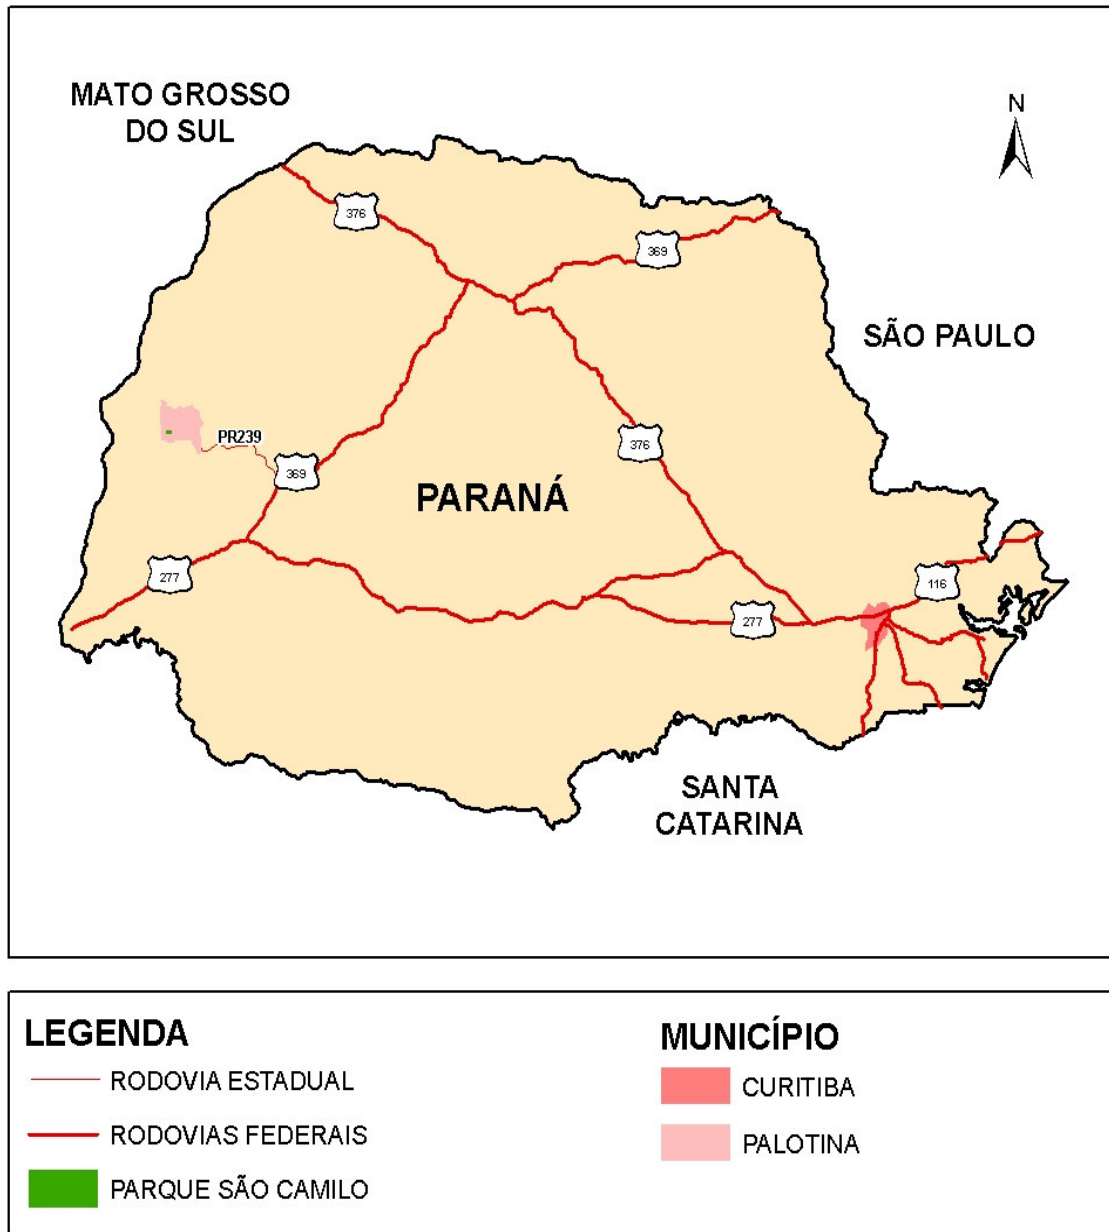 MATO GROSSO
DO SUL
N
376
369
SÃO PAULO
PR239
369
376
PARANÁ
277
116
277
SANTA
CATARINA
LEGENDA
RODOVIA ESTADUAL
RODOVIAS FEDERAIS
PARQUE SÃO CAMILO
MUNICÍPIO
CURITIBA
PALOTINA